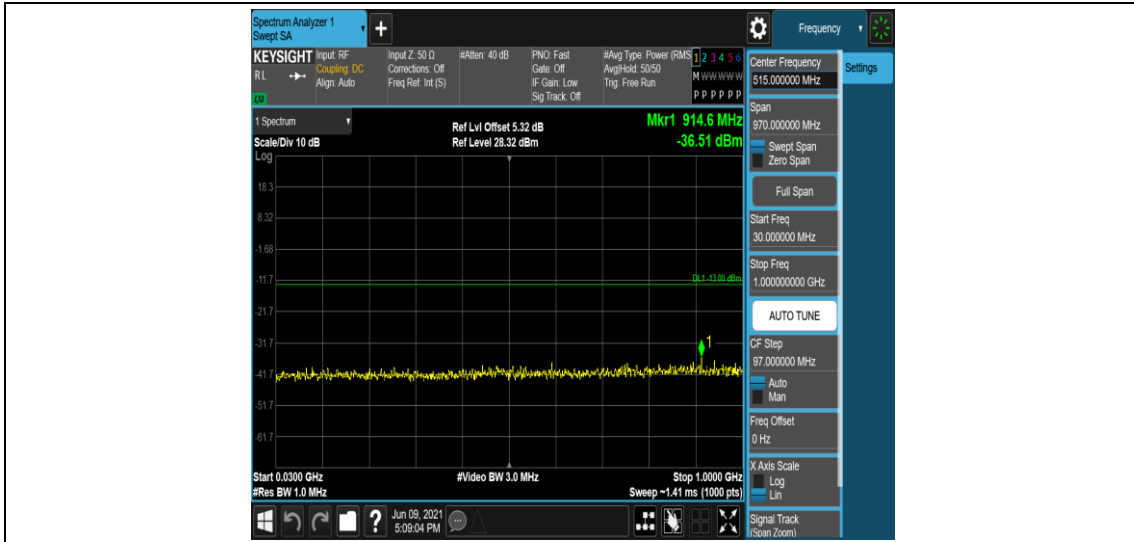 Spectrum Analyzer 1
Swept SA
+
Frequency
KEYSIGHT
RL
LXI
Input: RF
Coupling: DC
Align: Auto
Input Z: 50 Ω
Corrections: Off
Freq Ref: Int (S)
#Atten: 40 dB
PNO: Fast
Gate: Off
IF Gain: Low
Sig Track: Off
#Avg Type: Power (RMS
Avg|Hold: 50/50
Trig: Free Run
1 2 3 4 5 6
M W W W W W
P P P P P P
1 Spectrum
Scale/Div 10 dB
Ref Lvl Offset 5.32 dB
Ref Level 28.32 dBm
Mkr1 914.6 MHz
-36.51 dBm
Log
18.3
8.32
-1.68
-11.7
DL1 -13.00 dBm
-21.7
-31.7
1
-41.7
-51.7
-61.7
Start 0.0300 GHz
#Video BW 3.0 MHz
Stop 1.0000 GHz
#Res BW 1.0 MHz
Sweep ~1.41 ms (1000 pts)
?
Jun 09, 2021
5:09:04 PM
Center Frequency
515.000000 MHz
Settings
Span
970.000000 MHz
Swept Span
Zero Span
Full Span
Start Freq
30.000000 MHz
Stop Freq
1.000000000 GHz
AUTO TUNE
CF Step
97.000000 MHz
Auto
Man
Freq Offset
0 Hz
X Axis Scale
Log
Lin
Signal Track
(Span Zoom)